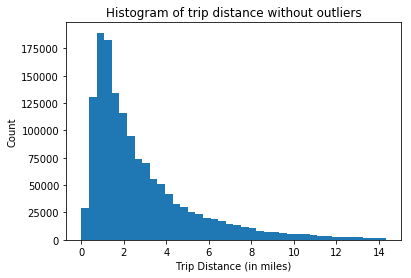 Histogram of trip distance without outliers
Count
175000
150000
125000
100000
75000
50000
25000
0
0 2 4 6 8 10 12 14
Trip Distance (in miles)